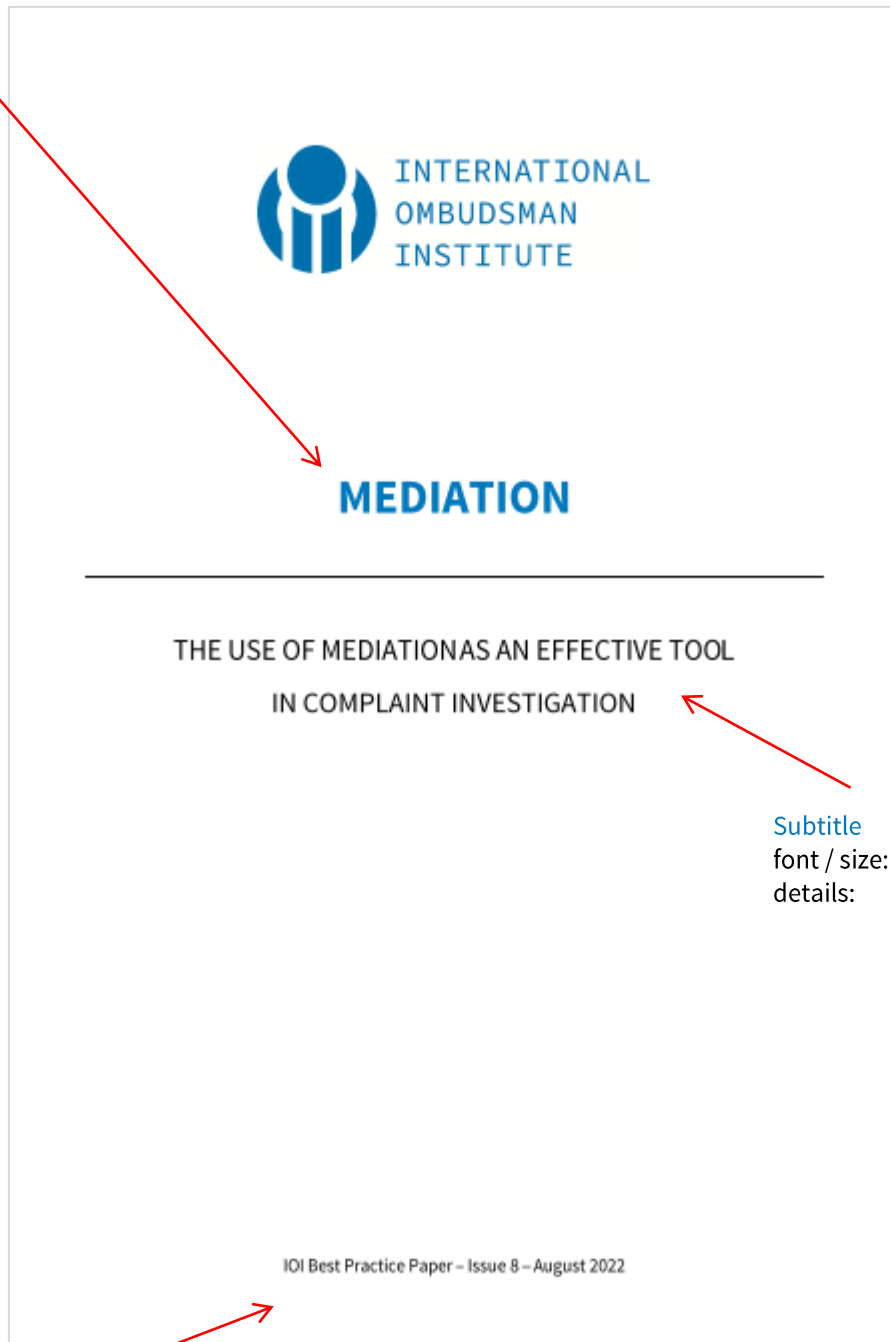 INTERNATIONAL
OMBUDSMAN
INSTITUTE
MEDIATION
THE USE OF MEDIATIONAS AN EFFECTIVE TOOL
IN COMPLAINT INVESTIGATION
Subtitle
font / size:
details:
IOI Best Practice Paper – Issue 8 – August 2022